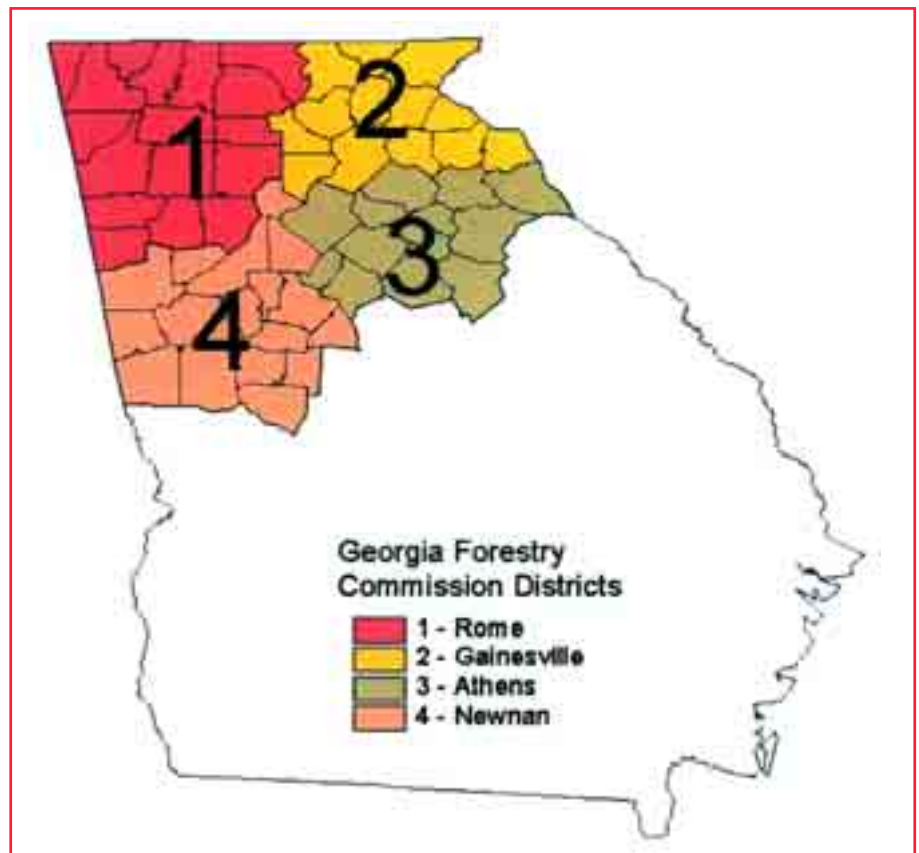 1
2
3
4
Georgia Forestry
Commission Districts
1 - Rome
2 - Gainesville
3 - Athens
4 - Newnan